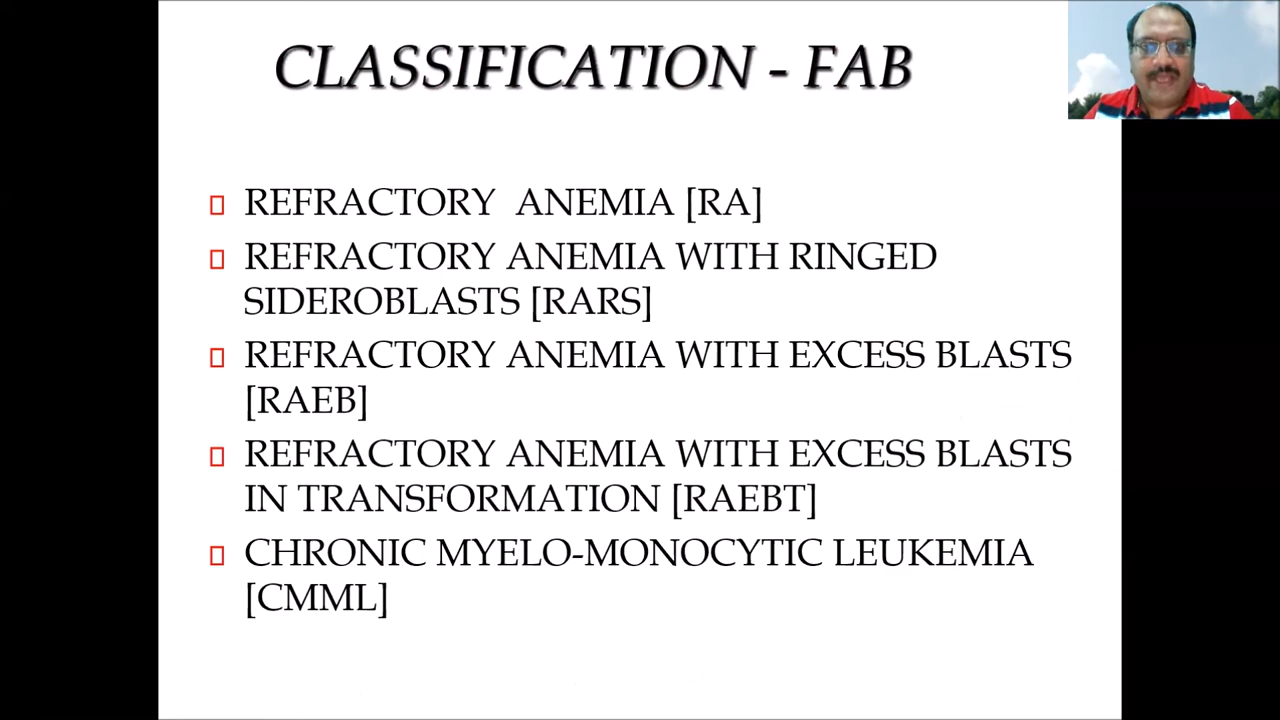 CLASSIFICATION - FAB
REFRACTORY ANEMIA [RA]
REFRACTORY ANEMIA WITH RINGED
SIDEROBLASTS [RARS]
REFRACTORY ANEMIA WITH EXCESS BLASTS
[RAEB]
REFRACTORY ANEMIA WITH EXCESS BLASTS
IN TRANSFORMATION [RAEBT]
CHRONIC MYELO-MONOCYTIC LEUKEMIA
[CMML]